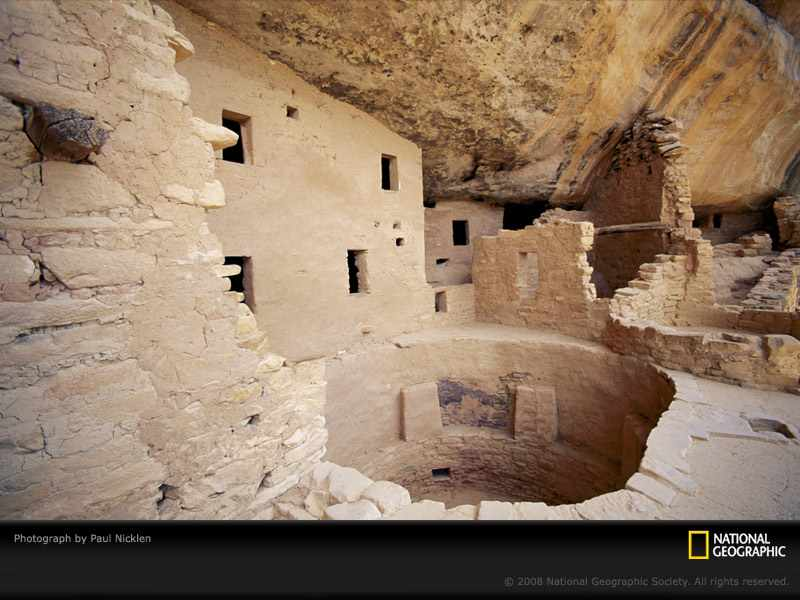 Photograph by Paul Nicklen
NATIONAL
GEOGRAPHIC
© 2008 National Geographic Society. All rights reserved.